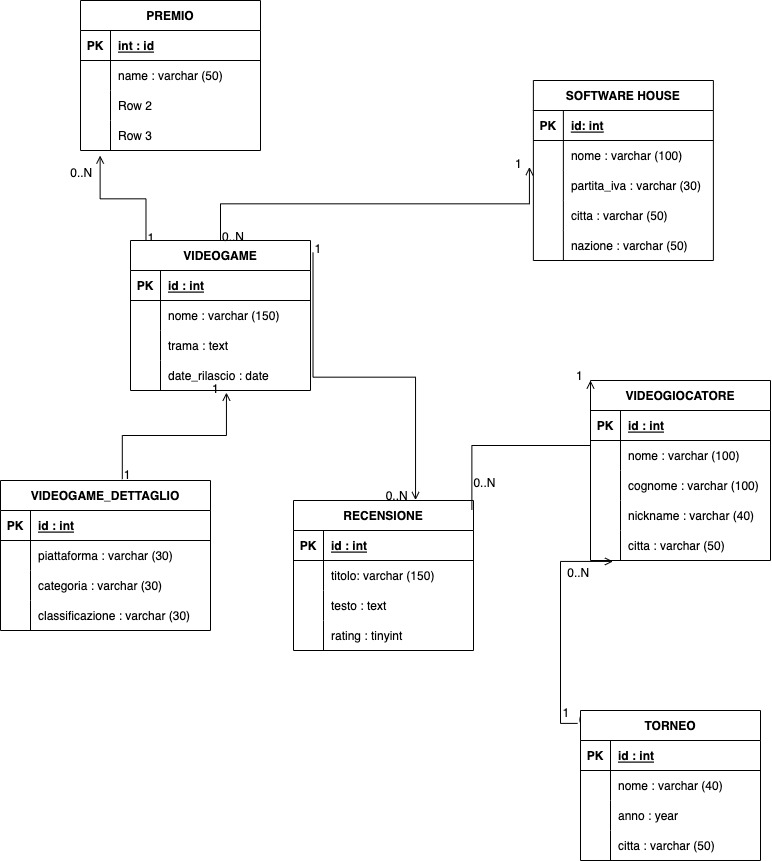 PREMIO
PK int : id
name : varchar (50)
Row 2
Row 3
0..N
1
SOFTWARE HOUSE
PK id: int
nome : varchar (100)
partita_iva : varchar (30)
citta : varchar (50)
nazione : varchar (50)
1
0..N
1
VIDEOGAME
PK id : int
nome : varchar (150)
trama : text
date_rilascio : date
1
1
VIDEOGAME_DETTAGLIO
PK id : int
piattaforma : varchar (30)
categoria : varchar (30)
classificazione : varchar (30)
0..N
RECENSIONE
PK id : int
titolo: varchar (150)
testo : text
rating : tinyint
0..N
1
VIDEOGIOCATORE
PK id : int
nome : varchar (100)
cognome : varchar (100)
nickname : varchar (40)
citta : varchar (50)
0..N
1
TORNEO
PK id : int
nome : varchar (40)
anno : year
citta : varchar (50)